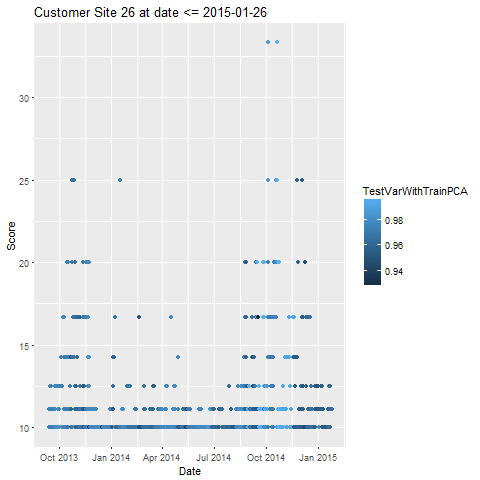 Customer Site 26 at date <= 2015-01-26
30
25
20
15
10
Score
Oct 2013 Jan 2014 Apr 2014 Jul 2014 Oct 2014 Jan 2015
Date
TestVarWithTrainPCA
0.98
0.96
0.94